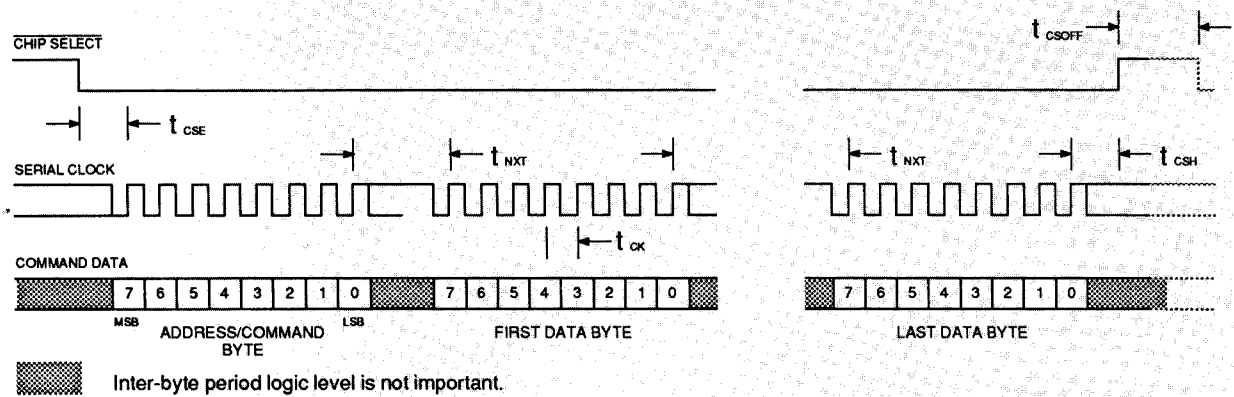 t CSOFF
CHIP SELECT
t CSE
t NXT
t NXT
t CSH
SERIAL CLOCK
t CK
COMMAND DATA
7 6 5 4 3 2 1 0 7 6 5 4 3 2 1 0 7 6 5 4 3 2 1 0
MSB LSB
ADDRESS/COMMAND
BYTE
FIRST DATA BYTE
LAST DATA BYTE
Inter-byte period logic level is not important.